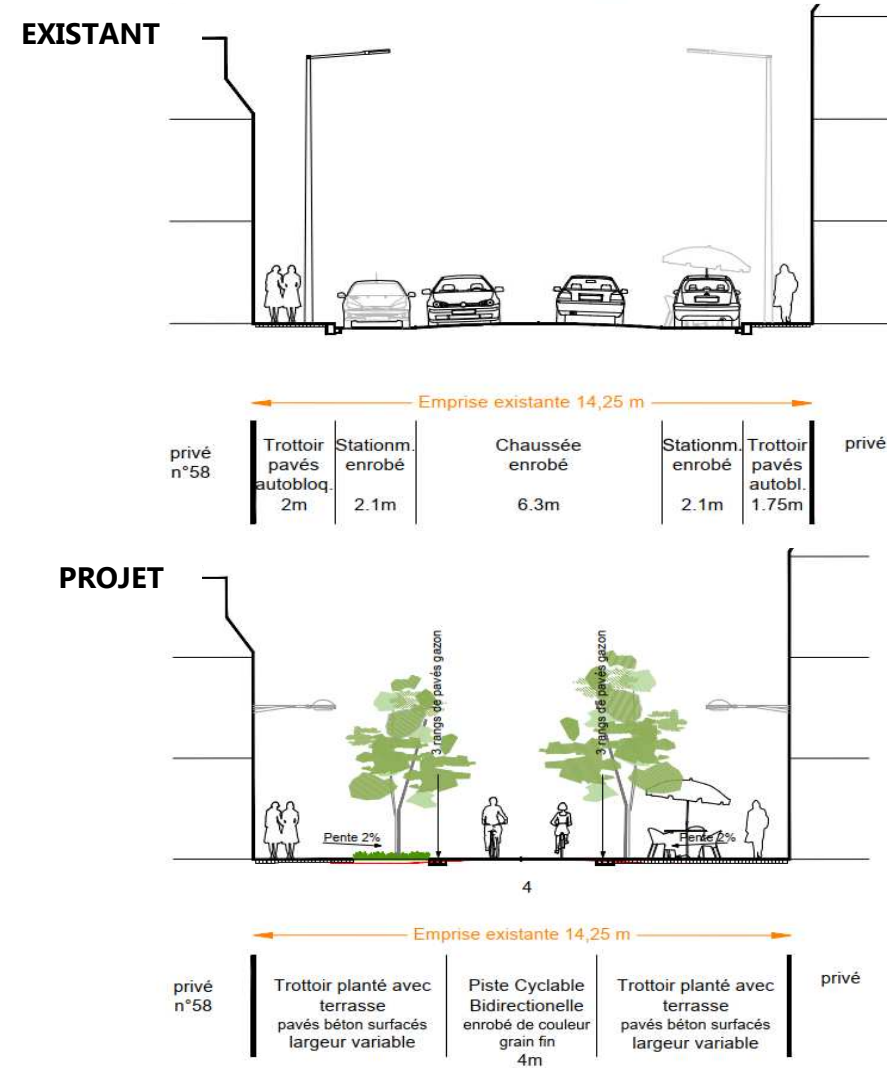 EXISTANT
Emprise existante 14,25 m
privé
n°58
Trottoir
pavés
autobloq.
2m
Stationm.
enrobé
2.1m
Chaussée
enrobé
6.3m
Stationm.
enrobé
2.1m
Trottoir
pavés
autobl.
1.75m
privé
PROJET
3 rangs de pavés gazon
3 rangs de pavés gazon
Pente 2%
Pente 2%
4
Emprise existante 14,25 m
privé
n°58
Trottoir planté avec
terrasse
pavés béton surfacés
largeur variable
Piste Cyclable
Bidirectionelle
enrobé de couleur
grain fin
4m
Trottoir planté avec
terrasse
pavés béton surfacés
largeur variable
privé